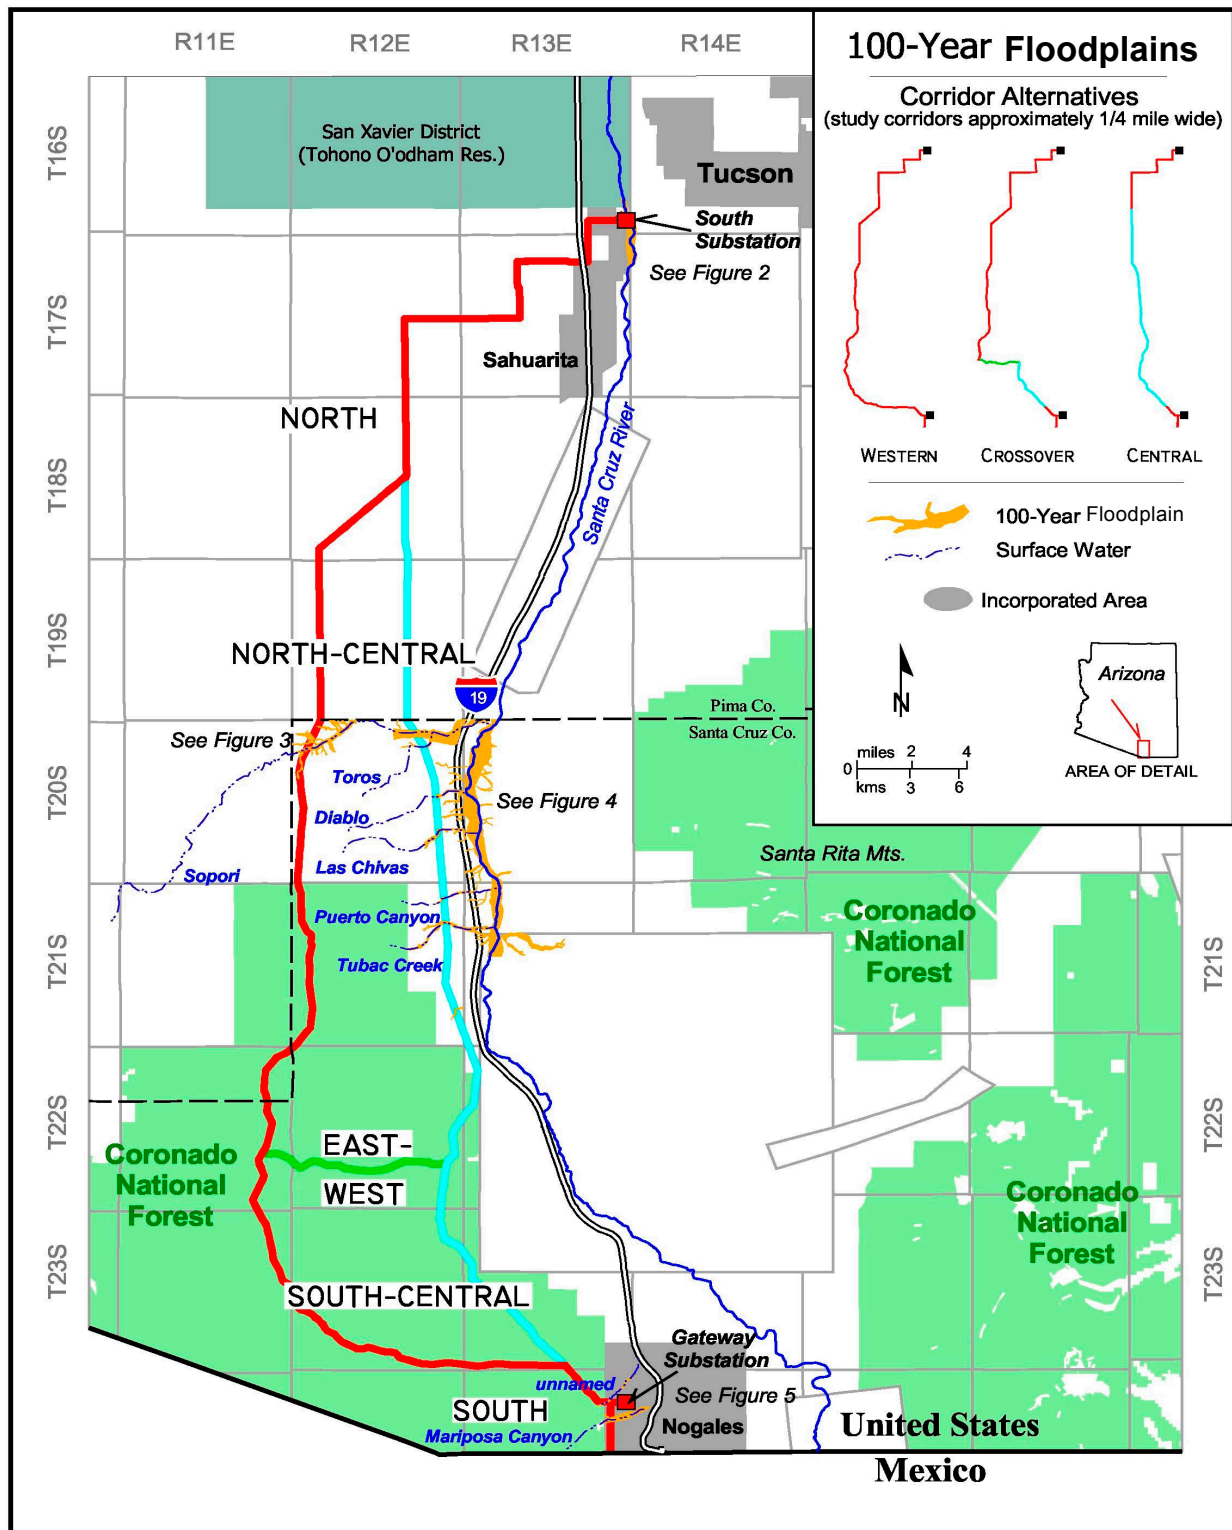 R11E
R12E
R13E
R14E
100-Year Floodplains
Corridor Alternatives
(study corridors approximately 1/4 mile wide)
WESTERN
CROSSOVER
CENTRAL
100-Year Floodplain
Surface Water
Incorporated Area
N
Arizona
AREA OF DETAIL
miles 2 4
0
kms 3 6
T16S
T17S
T18S
T19S
T20S
T21S
T22S
T23S
San Xavier District
(Tohono O'odham Res.)
Tucson
South
Substation
See Figure 2
Sahuarita
NORTH
Santa Cruz River
NORTH-CENTRAL
19
Pima Co.
Santa Cruz Co.
See Figure 3
Toros
See Figure 4
Diablo
Las Chivas
Sopori
Santa Rita Mts.
Puerto Canyon
Tubac Creek
Coronado
National
Forest
T21S
T22S
T23S
EAST-
WEST
Coronado
National
Forest
Coronado
National
Forest
SOUTH-CENTRAL
Gateway
Substation
unnamed
See Figure 5
SOUTH
Mariposa Canyon
Nogales
United States
Mexico